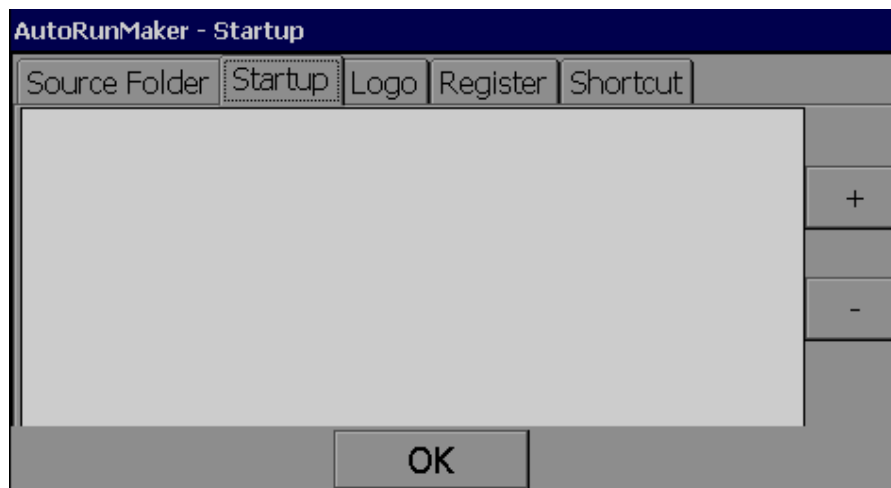 AutoRunMaker - Startup
Source Folder Startup Logo Register Shortcut
+
-
OK